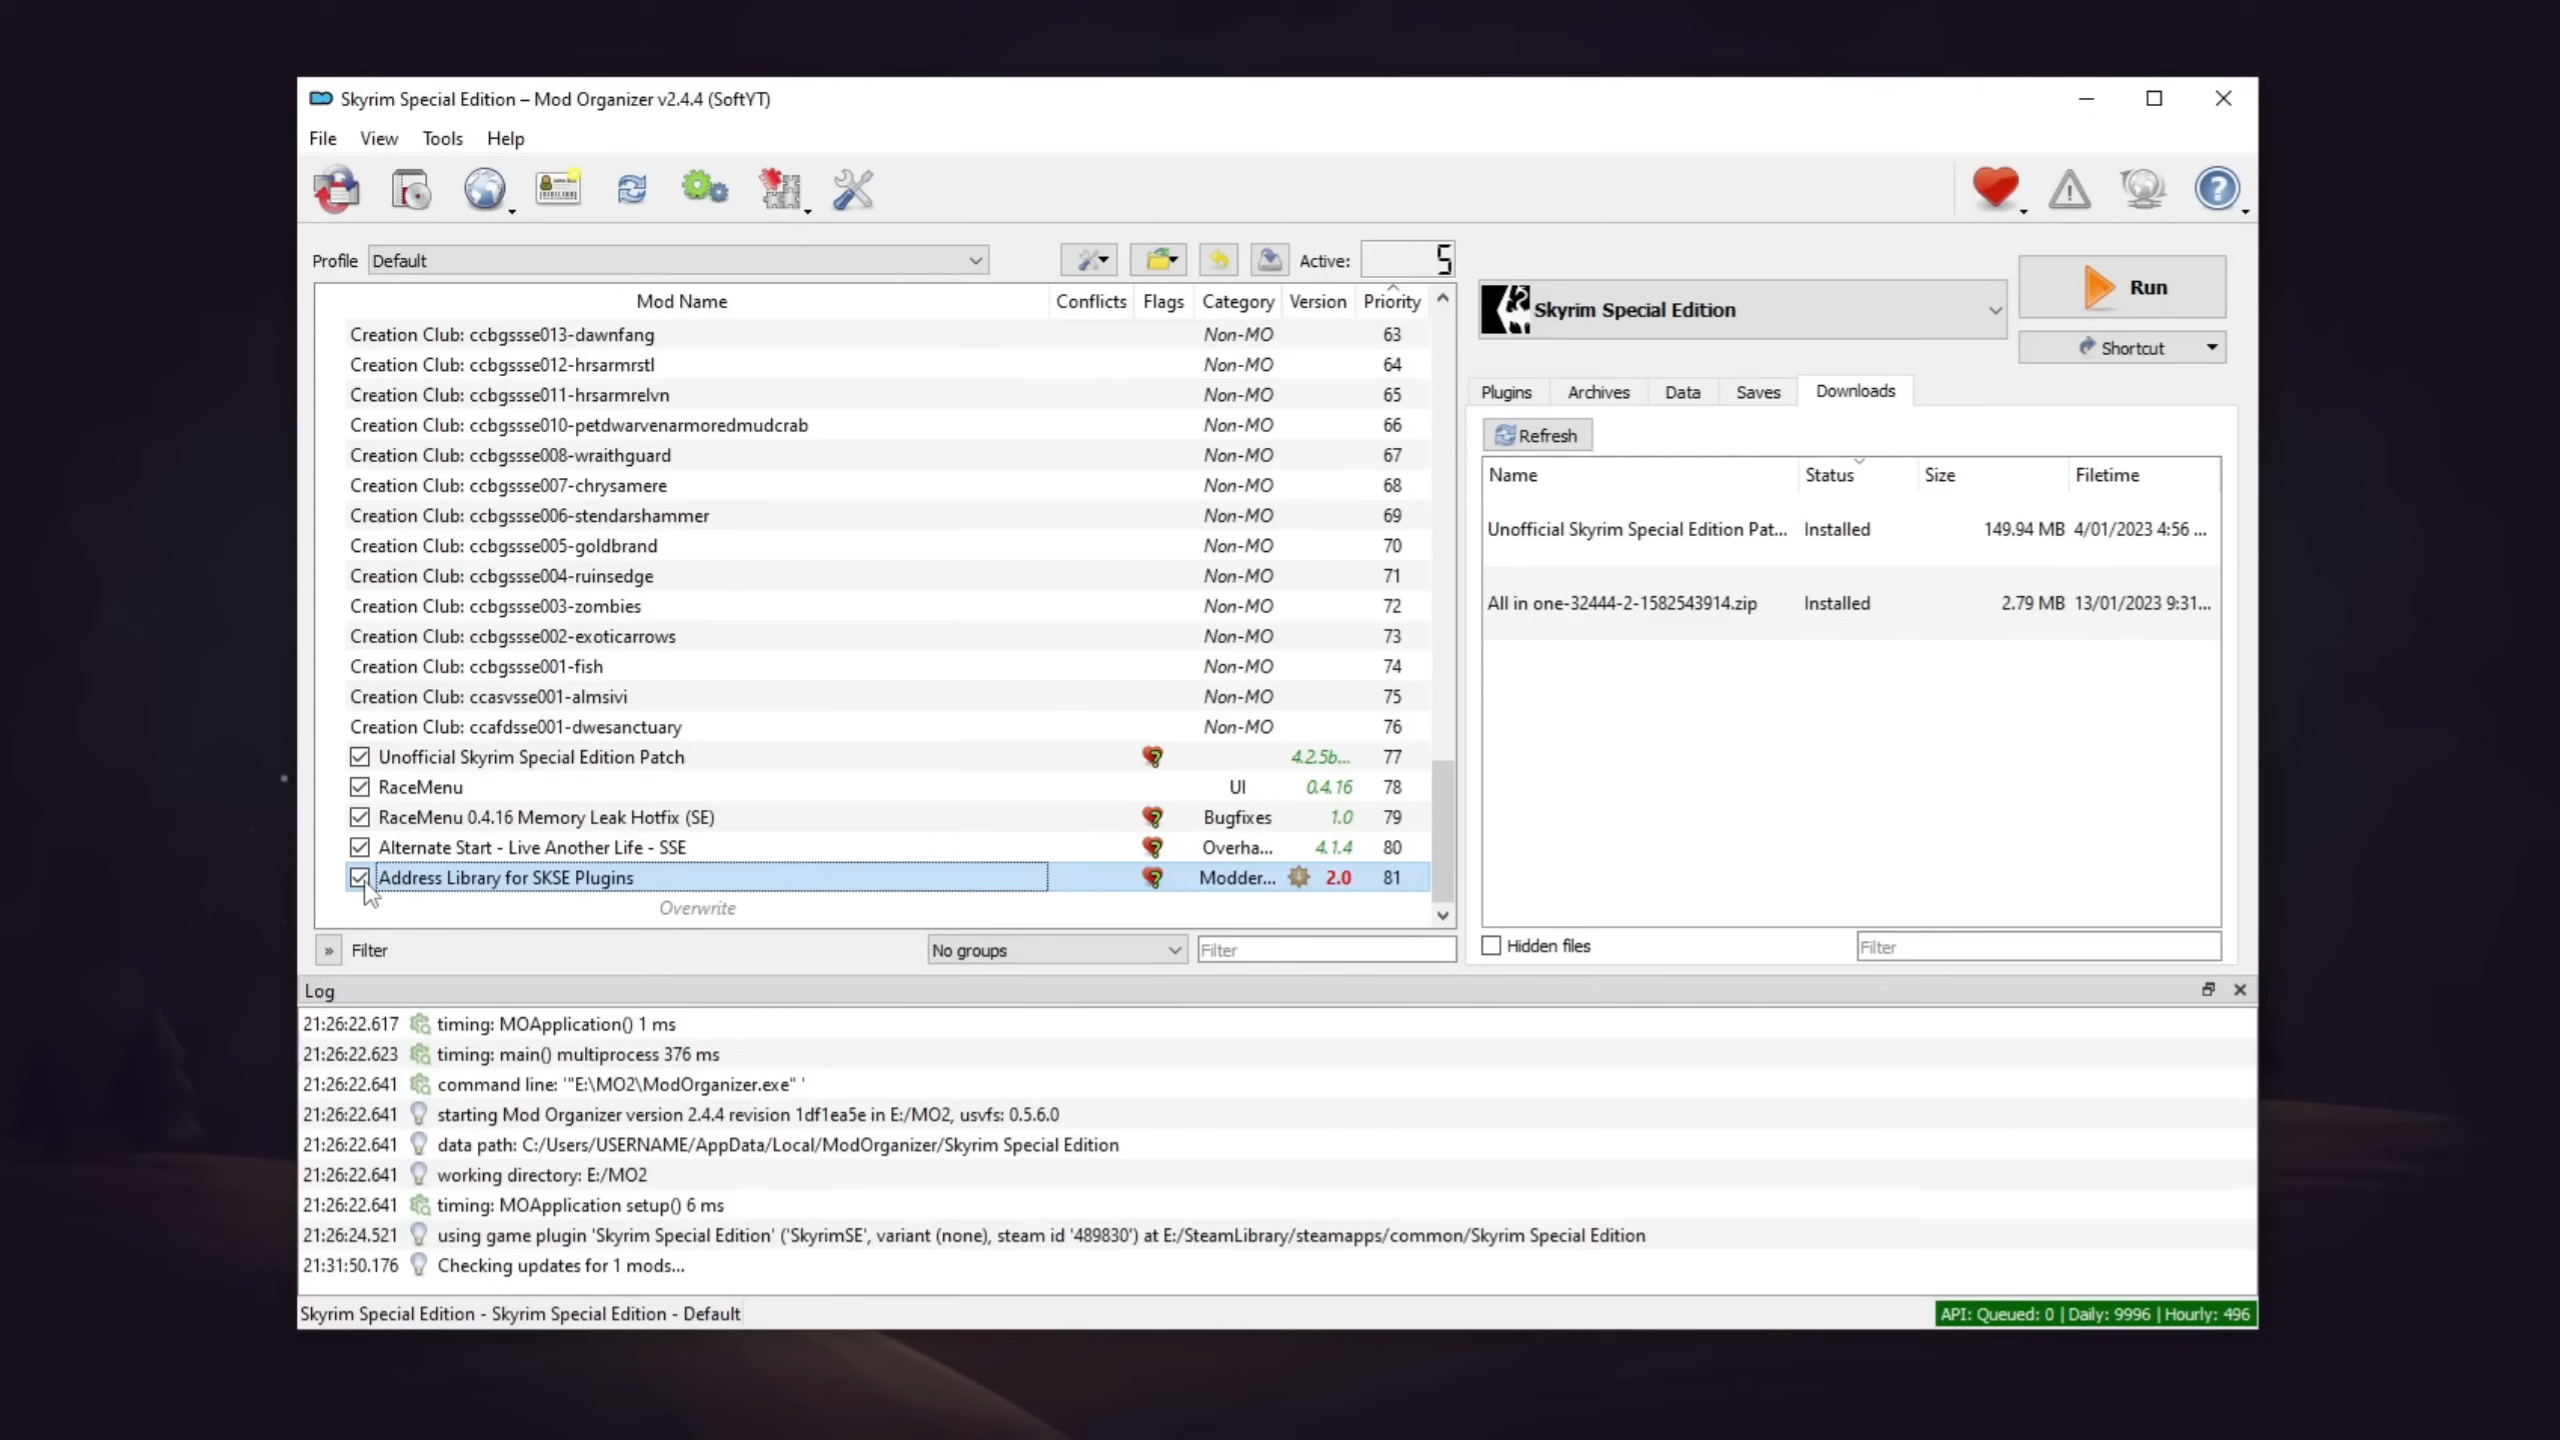 Skyrim Special Edition – Mod Organizer v2.4.4 (SoftYT)
File View Tools Help
Profile Default Active: 5
Mod Name Conflicts Flags Category Version Priority
Creation Club: ccbgssse013-dawnfang Non-MO 63
Creation Club: ccbgssse012-hrsarmrstl Non-MO 64
Creation Club: ccbgssse011-hrsarmrelvn Non-MO 65
Creation Club: ccbgssse010-petdwarvenarmoredmudcrab Non-MO 66
Creation Club: ccbgssse008-wraithguard Non-MO 67
Creation Club: ccbgssse007-chrysamere Non-MO 68
Creation Club: ccbgssse006-stendarshammer Non-MO 69
Creation Club: ccbgssse005-goldbrand Non-MO 70
Creation Club: ccbgssse004-ruinsedge Non-MO 71
Creation Club: ccbgssse003-zombies Non-MO 72
Creation Club: ccbgssse002-exoticarrows Non-MO 73
Creation Club: ccbgssse001-fish Non-MO 74
Creation Club: ccasvsse001-almsivi Non-MO 75
Creation Club: ccafdsse001-dwesanctuary Non-MO 76
Unofficial Skyrim Special Edition Patch 4.2.5b... 77
RaceMenu UI 0.4.16 78
RaceMenu 0.4.16 Memory Leak Hotfix (SE) Bugfixes 1.0 79
Alternate Start - Live Another Life - SSE Overha... 4.1.4 80
Address Library for SKSE Plugins Modder... 2.0 81
Overwrite
» Filter No groups Filter
Skyrim Special Edition
Run
Shortcut
Plugins Archives Data Saves Downloads
Refresh
Name Status Size Filetime
Unofficial Skyrim Special Edition Pat... Installed 149.94 MB 4/01/2023 4:56 ...
All in one-32444-2-1582543914.zip Installed 2.79 MB 13/01/2023 9:31...
Hidden files Filter
Log
21:26:22.617 timing: MOApplication() 1 ms
21:26:22.623 timing: main() multiprocess 376 ms
21:26:22.641 command line: '"E:\MO2\ModOrganizer.exe" '
21:26:22.641 starting Mod Organizer version 2.4.4 revision 1df1ea5e in E:/MO2, usvfs: 0.5.6.0
21:26:22.641 data path: C:/Users/USERNAME/AppData/Local/ModOrganizer/Skyrim Special Edition
21:26:22.641 working directory: E:/MO2
21:26:22.641 timing: MOApplication setup() 6 ms
21:26:24.521 using game plugin 'Skyrim Special Edition' ('SkyrimSE', variant (none), steam id '489830') at E:/SteamLibrary/steamapps/common/Skyrim Special Edition
21:31:50.176 Checking updates for 1 mods...
Skyrim Special Edition - Skyrim Special Edition - Default
API: Queued: 0 | Daily: 9996 | Hourly: 496